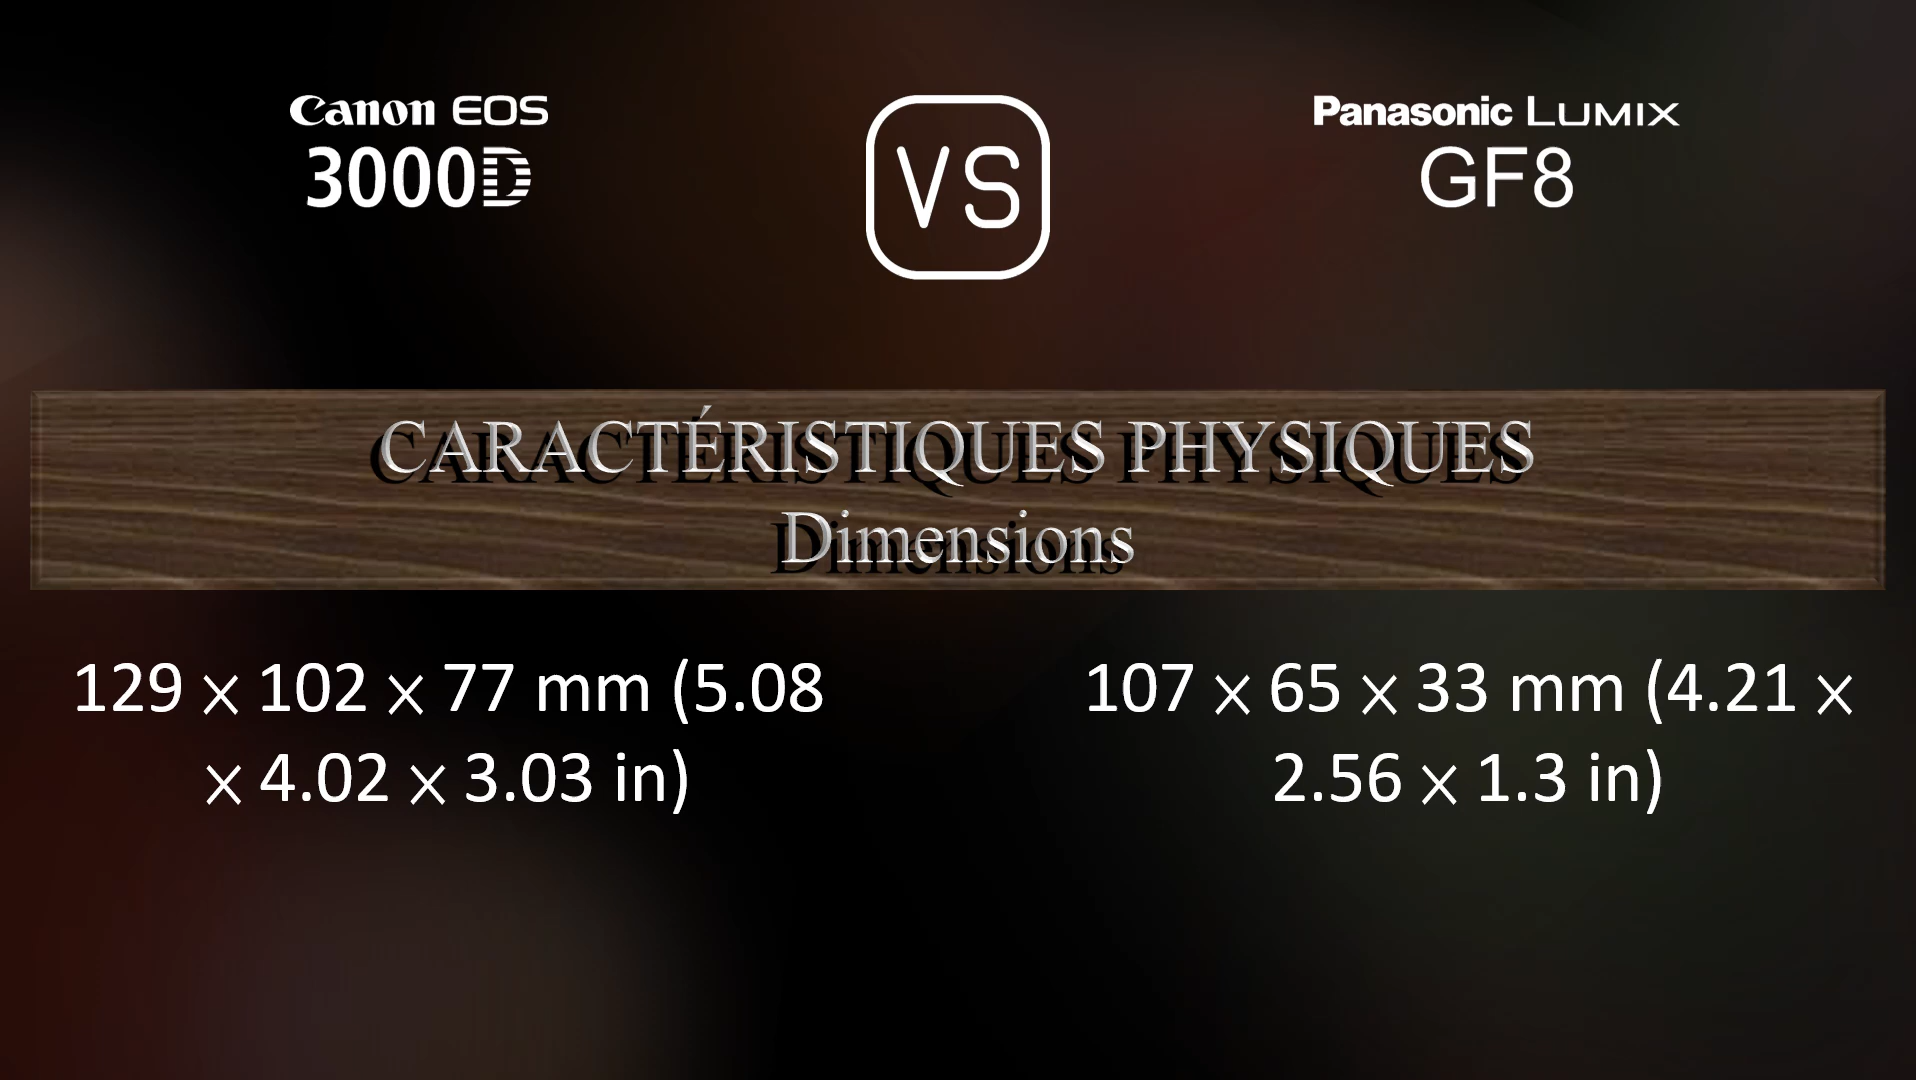 Canon EOS
3000D
VS
Panasonic LUMIX
GF8
CARACTÉRISTIQUES PHYSIQUES
Dimensions
129 x 102 x 77 mm (5.08
x 4.02 x 3.03 in)
107 x 65 x 33 mm (4.21 x
2.56 x 1.3 in)